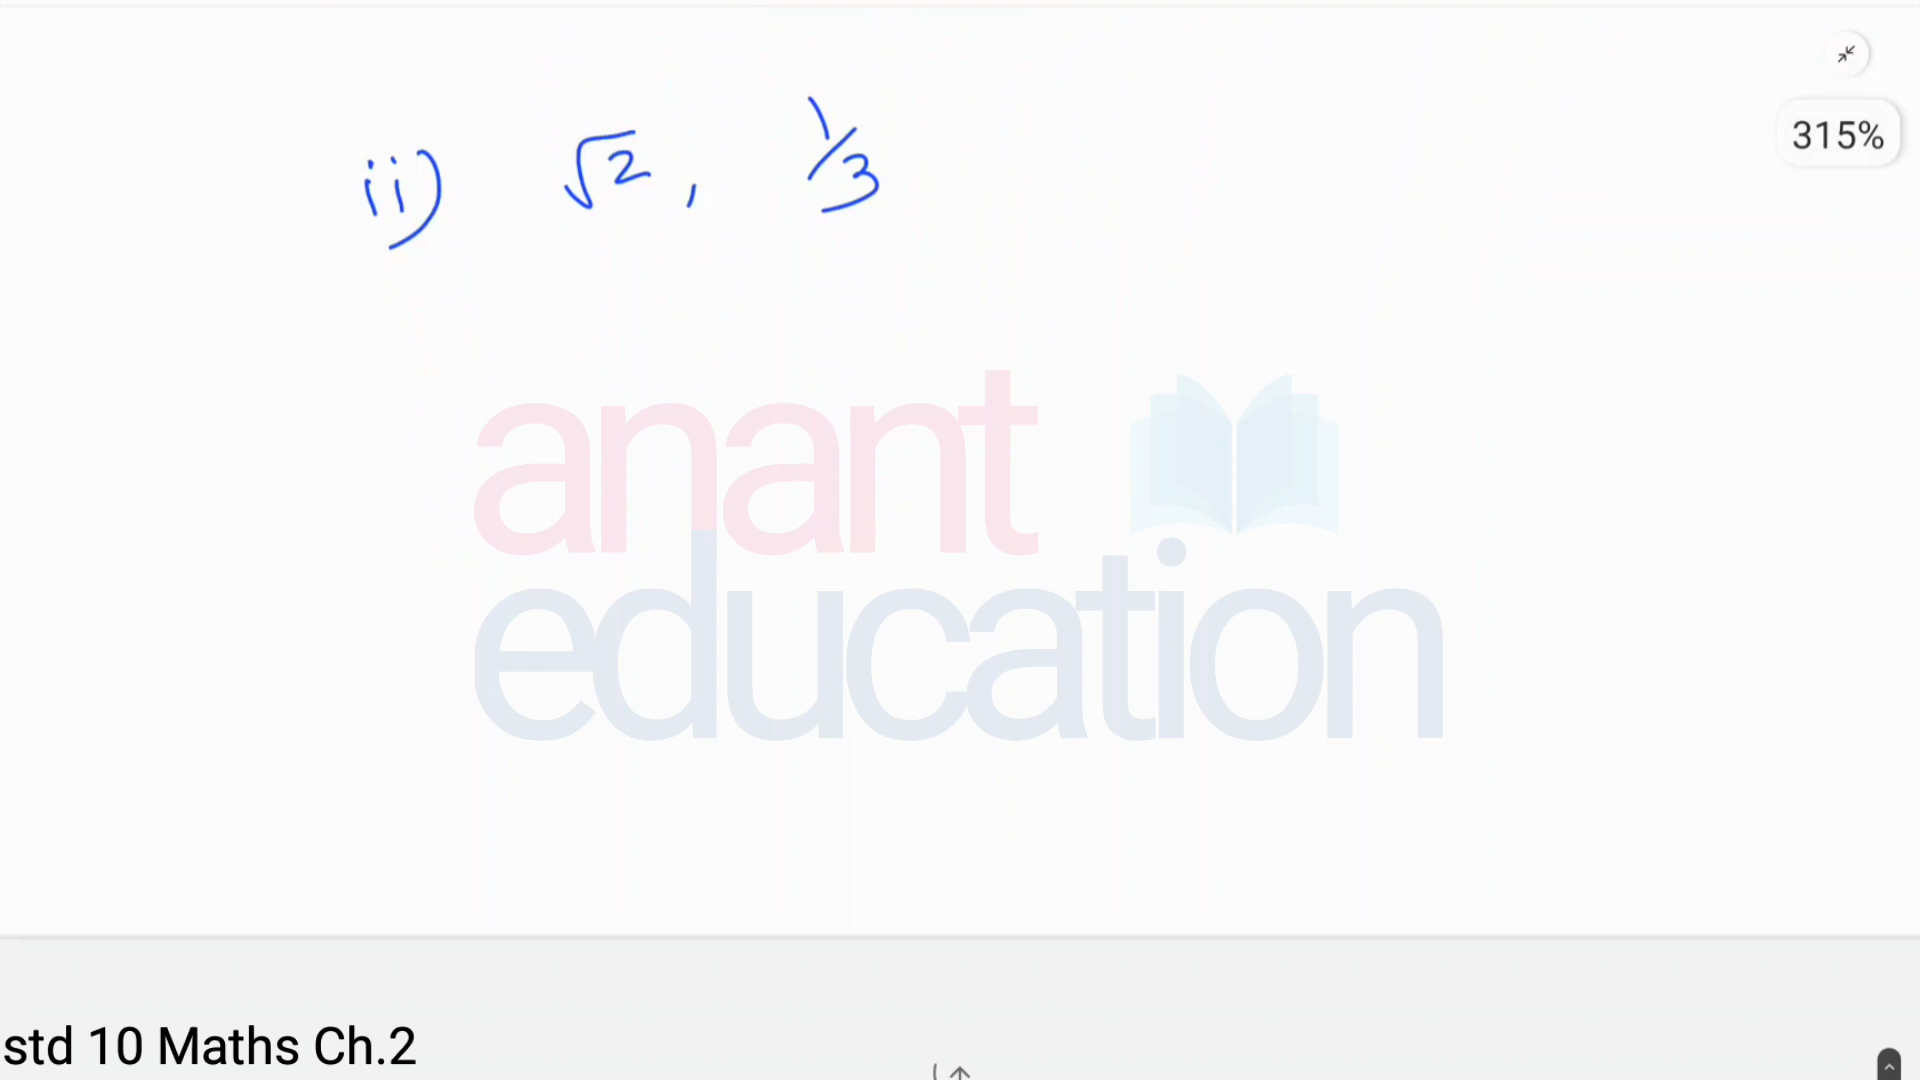 315%
ii) √2, 1/3
anant
education
std 10 Maths Ch.2